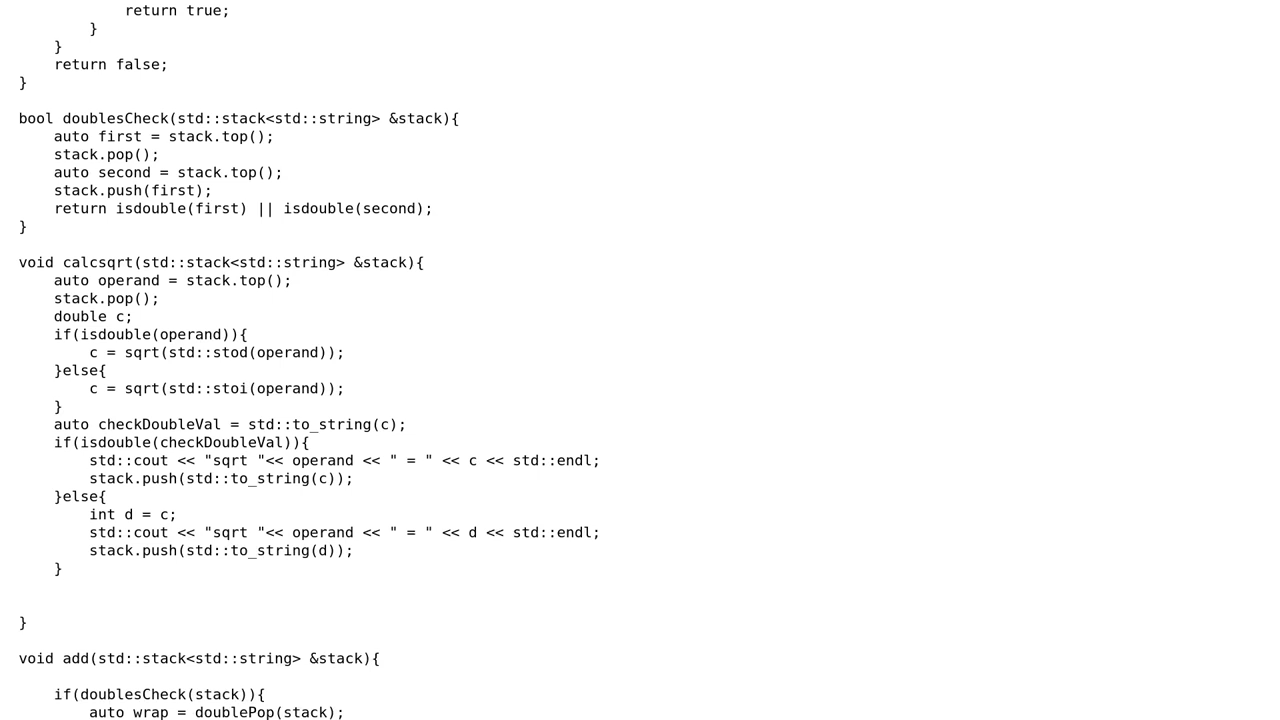 return true;
        }
    }
    return false;
}

bool doublesCheck(std::stack<std::string> &stack){
    auto first = stack.top();
    stack.pop();
    auto second = stack.top();
    stack.push(first);
    return isdouble(first) || isdouble(second);
}

void calcsqrt(std::stack<std::string> &stack){
    auto operand = stack.top();
    stack.pop();
    double c;
    if(isdouble(operand)){
        c = sqrt(std::stod(operand));
    }else{
        c = sqrt(std::stoi(operand));
    }
    auto checkDoubleVal = std::to_string(c);
    if(isdouble(checkDoubleVal)){
        std::cout << "sqrt "<< operand << " = " << c << std::endl;
        stack.push(std::to_string(c));
    }else{
        int d = c;
        std::cout << "sqrt "<< operand << " = " << d << std::endl;
        stack.push(std::to_string(d));
    }


}

void add(std::stack<std::string> &stack){

    if(doublesCheck(stack)){
        auto wrap = doublePop(stack);